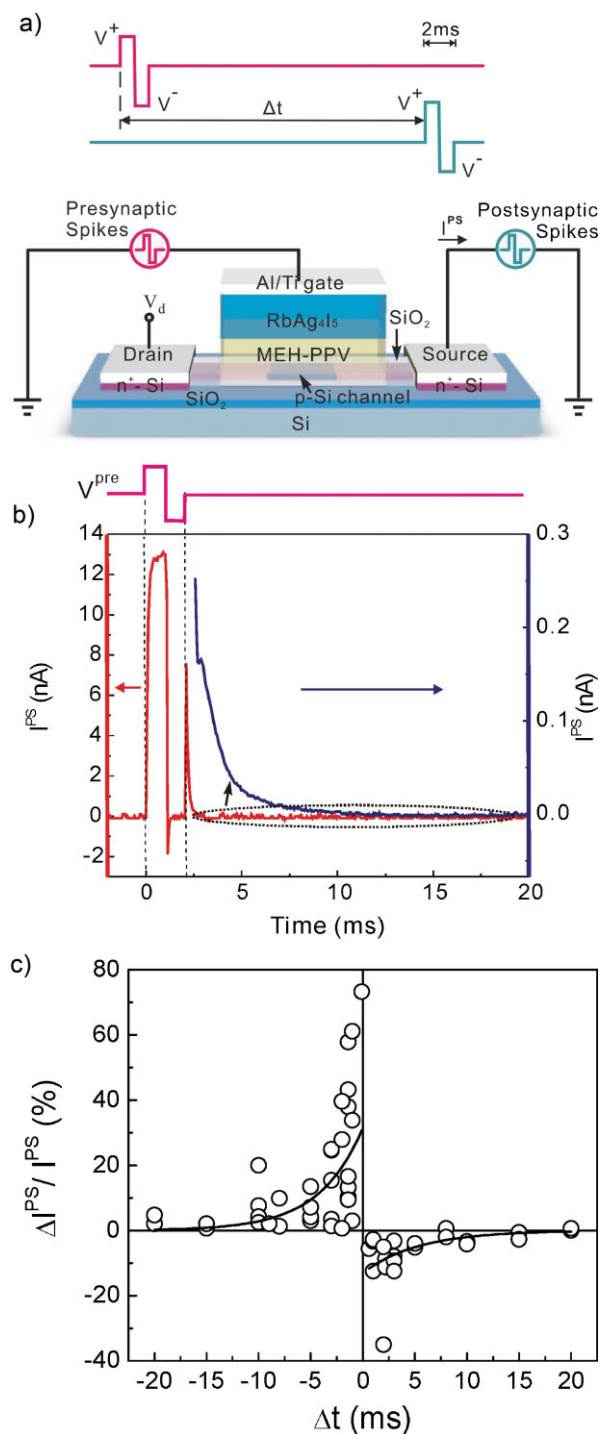 a)
V+ 2ms
V- Δt V+
V-
Presynaptic Spikes IPS Postsynaptic Spikes
Al/Ti gate
Vd RbAg4I5 SiO2
Drain MEH-PPV Source
n+-Si SiO2 p-Si channel n+-Si
Si
Vpre
b)
14 0.3
12
10 0.2
8
6
4 0.1
2
0 0.0
-2
IPS (nA)
IPS (nA)
0 5 10 15 20
Time (ms)
c)
80
60
40
20
0
-20
-40
ΔIPS/ IPS (%)
-20 -15 -10 -5 0 5 10 15 20
Δt (ms)